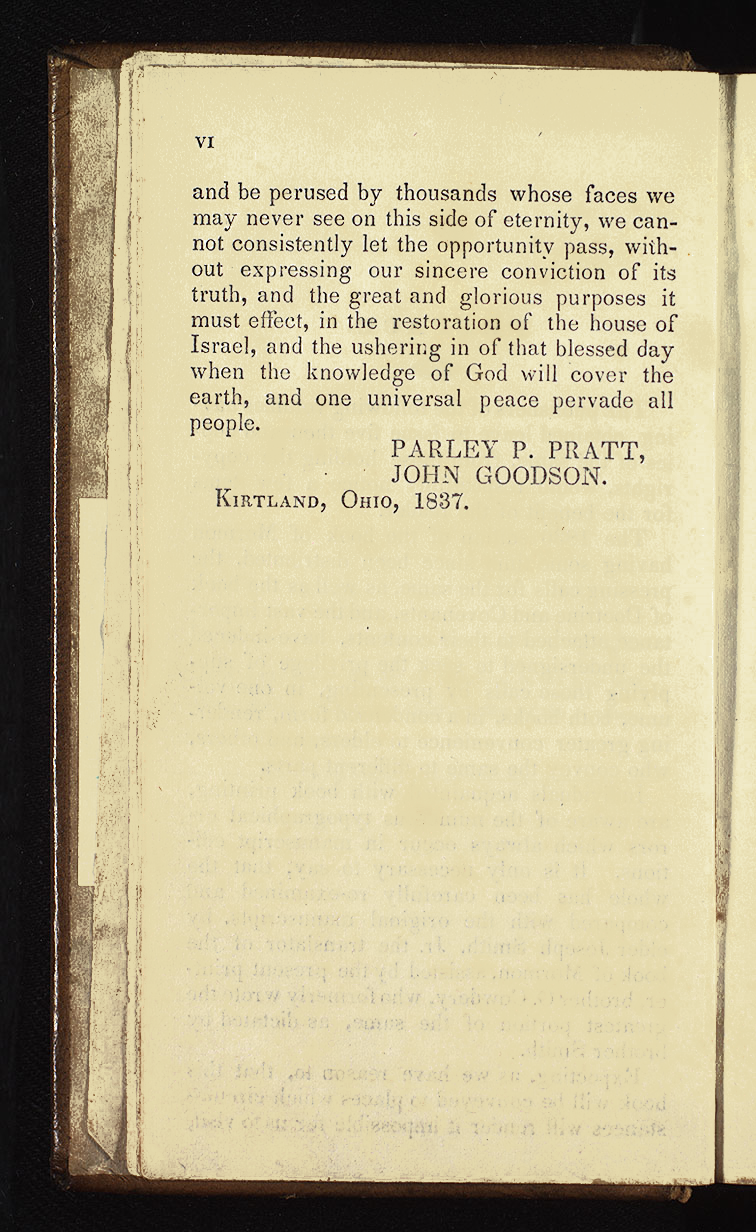 VI
and be perused by thousands whose faces we
may never see on this side of eternity, we can-
not consistently let the opportunity pass, with-
out expressing our sincere conviction of its
truth, and the great and glorious purposes it
must effect, in the restoration of the house of
Israel, and the ushering in of that blessed day
when the knowledge of God will cover the
earth, and one universal peace pervade all
people.
PARLEY P. PRATT,
JOHN GOODSON.
KIRTLAND, OHIO, 1837.